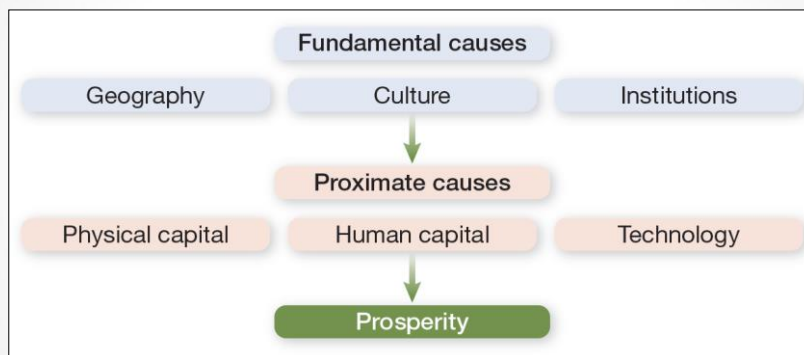 Fundamental causes
Geography Culture Institutions
Proximate causes
Physical capital Human capital Technology
Prosperity